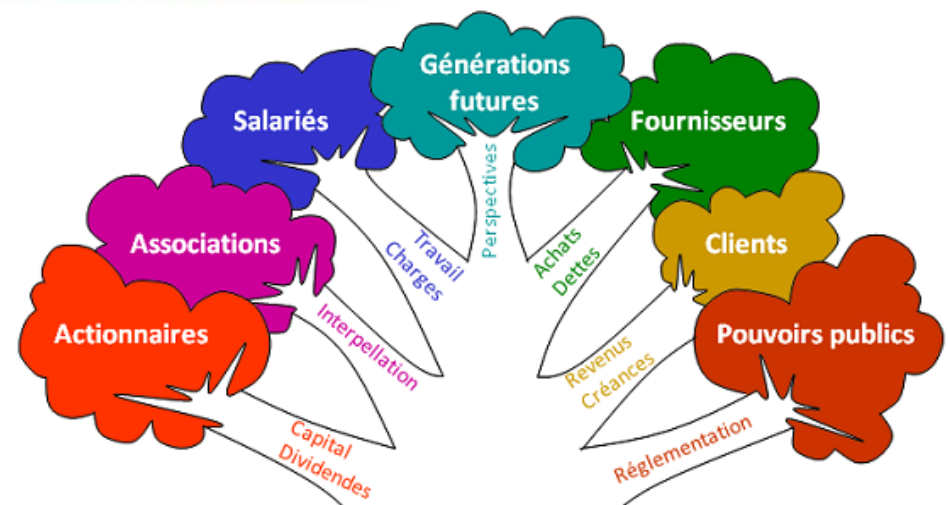 Générations
futures
Salariés
Fournisseurs
Associations
Clients
Actionnaires
Pouvoirs publics
Perspectives
Travail
Charges
Achats
Dettes
Interpellation
Revenus
Créances
Capital
Dividendes
Réglementation